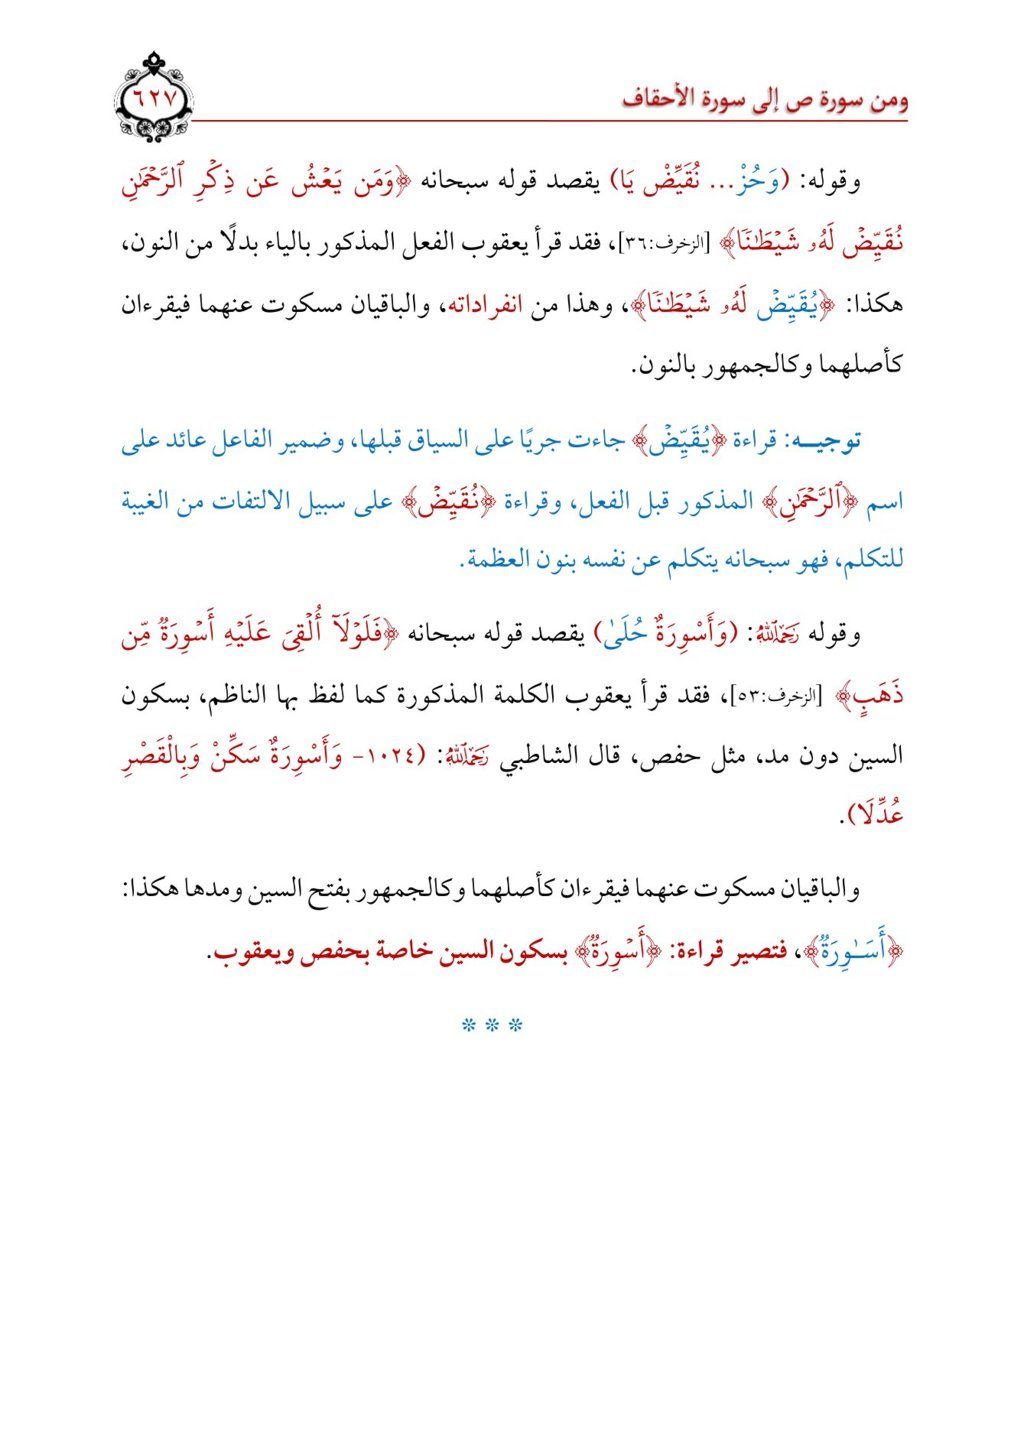 ومن سورة ص إلى سورة الأحقاف
٦٢٧
وقوله: (وَحُزْ... نُقَيِّضْ يَا) يقصد قوله سبحانه ﴿وَمَن يَعۡشُ عَن ذِكۡرِ ٱلرَّحۡمَٰنِ
نُقَيِّضۡ لَهُۥ شَيۡطَٰنٗا﴾ [الزخرف:٣٦]، فقد قرأ يعقوب الفعل المذكور بالياء بدلًا من النون،
هكذا: ﴿يُقَيِّضۡ لَهُۥ شَيۡطَٰنٗا﴾، وهذا من انفراداته، والباقيان مسكوت عنهما فيقرءان
كأصلهما وكالجمهور بالنون.
توجيـــه: قراءة ﴿يُقَيِّضۡ﴾ جاءت جريًا على السياق قبلها، وضمير الفاعل عائد على
اسم ﴿ٱلرَّحۡمَٰنِ﴾ المذكور قبل الفعل، وقراءة ﴿نُقَيِّضۡ﴾ على سبيل الالتفات من الغيبة
للتكلم، فهو سبحانه يتكلم عن نفسه بنون العظمة.
وقوله رَحِمَهُ ٱللَّهُ: (وَأَسْوِرَةٌ حُلَىٰ) يقصد قوله سبحانه ﴿فَلَوۡلَآ أُلۡقِيَ عَلَيۡهِ أَسۡوِرَةٞ مِّن
ذَهَبٍ﴾ [الزخرف:٥٣]، فقد قرأ يعقوب الكلمة المذكورة كما لفظ بها الناظم، بسكون
السين دون مد، مثل حفص، قال الشاطبي رَحِمَهُ ٱللَّهُ: (١٠٢٤- وَأَسْوِرَةٌ سَكِّنْ وَبِالْقَصْرِ
عُدِّلَا).
والباقيان مسكوت عنهما فيقرءان كأصلهما وكالجمهور بفتح السين ومدها هكذا:
﴿أَسَٰوِرَةٞ﴾، فتصير قراءة: ﴿أَسۡوِرَةٞ﴾ بسكون السين خاصة بحفص ويعقوب.
* * *